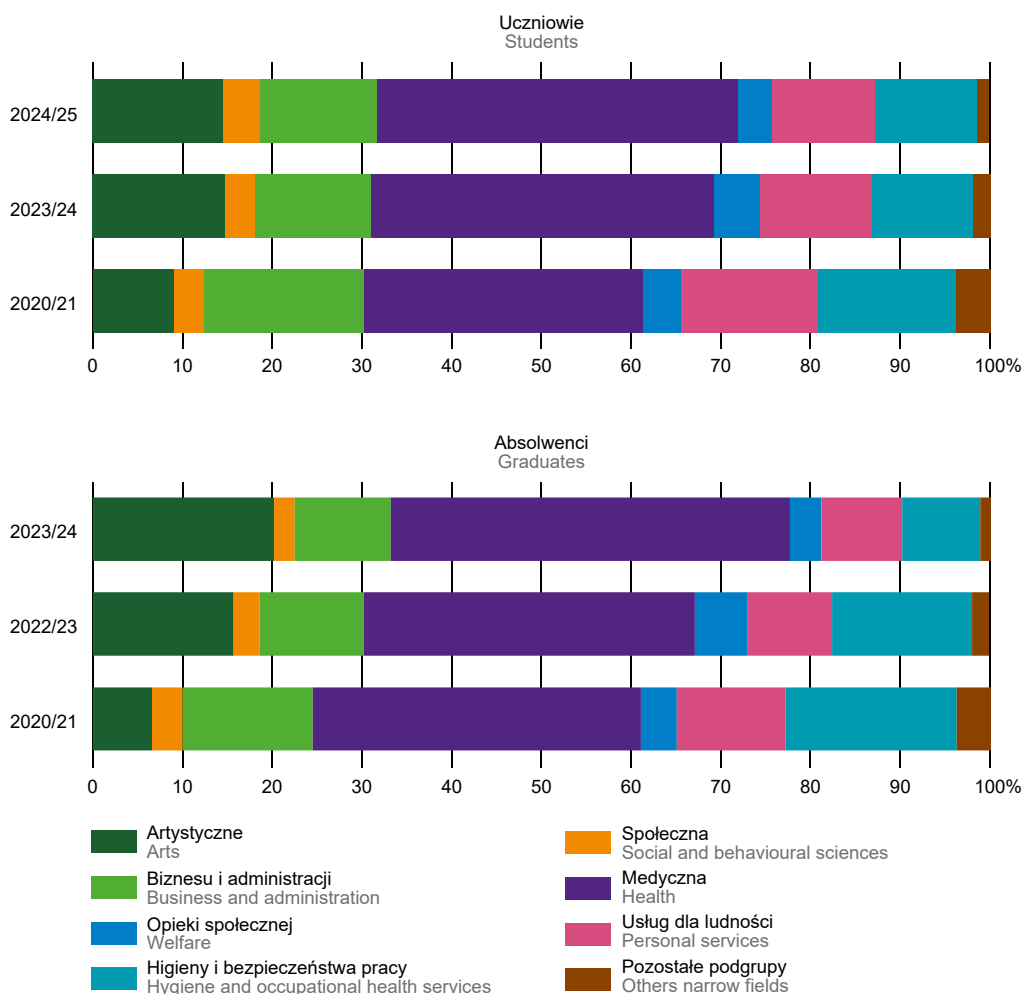 Uczniowie
Students
2024/25
2023/24
2020/21
0 10 20 30 40 50 60 70 80 90 100%
Absolwenci
Graduates
2023/24
2022/23
2020/21
0 10 20 30 40 50 60 70 80 90 100%
Artystyczne
Arts
Społeczna
Social and behavioural sciences
Biznesu i administracji
Business and administration
Medyczna
Health
Opieki społecznej
Welfare
Usług dla ludności
Personal services
Higieny i bezpieczeństwa pracy
Hygiene and occupational health services
Pozostałe podgrupy
Others narrow fields